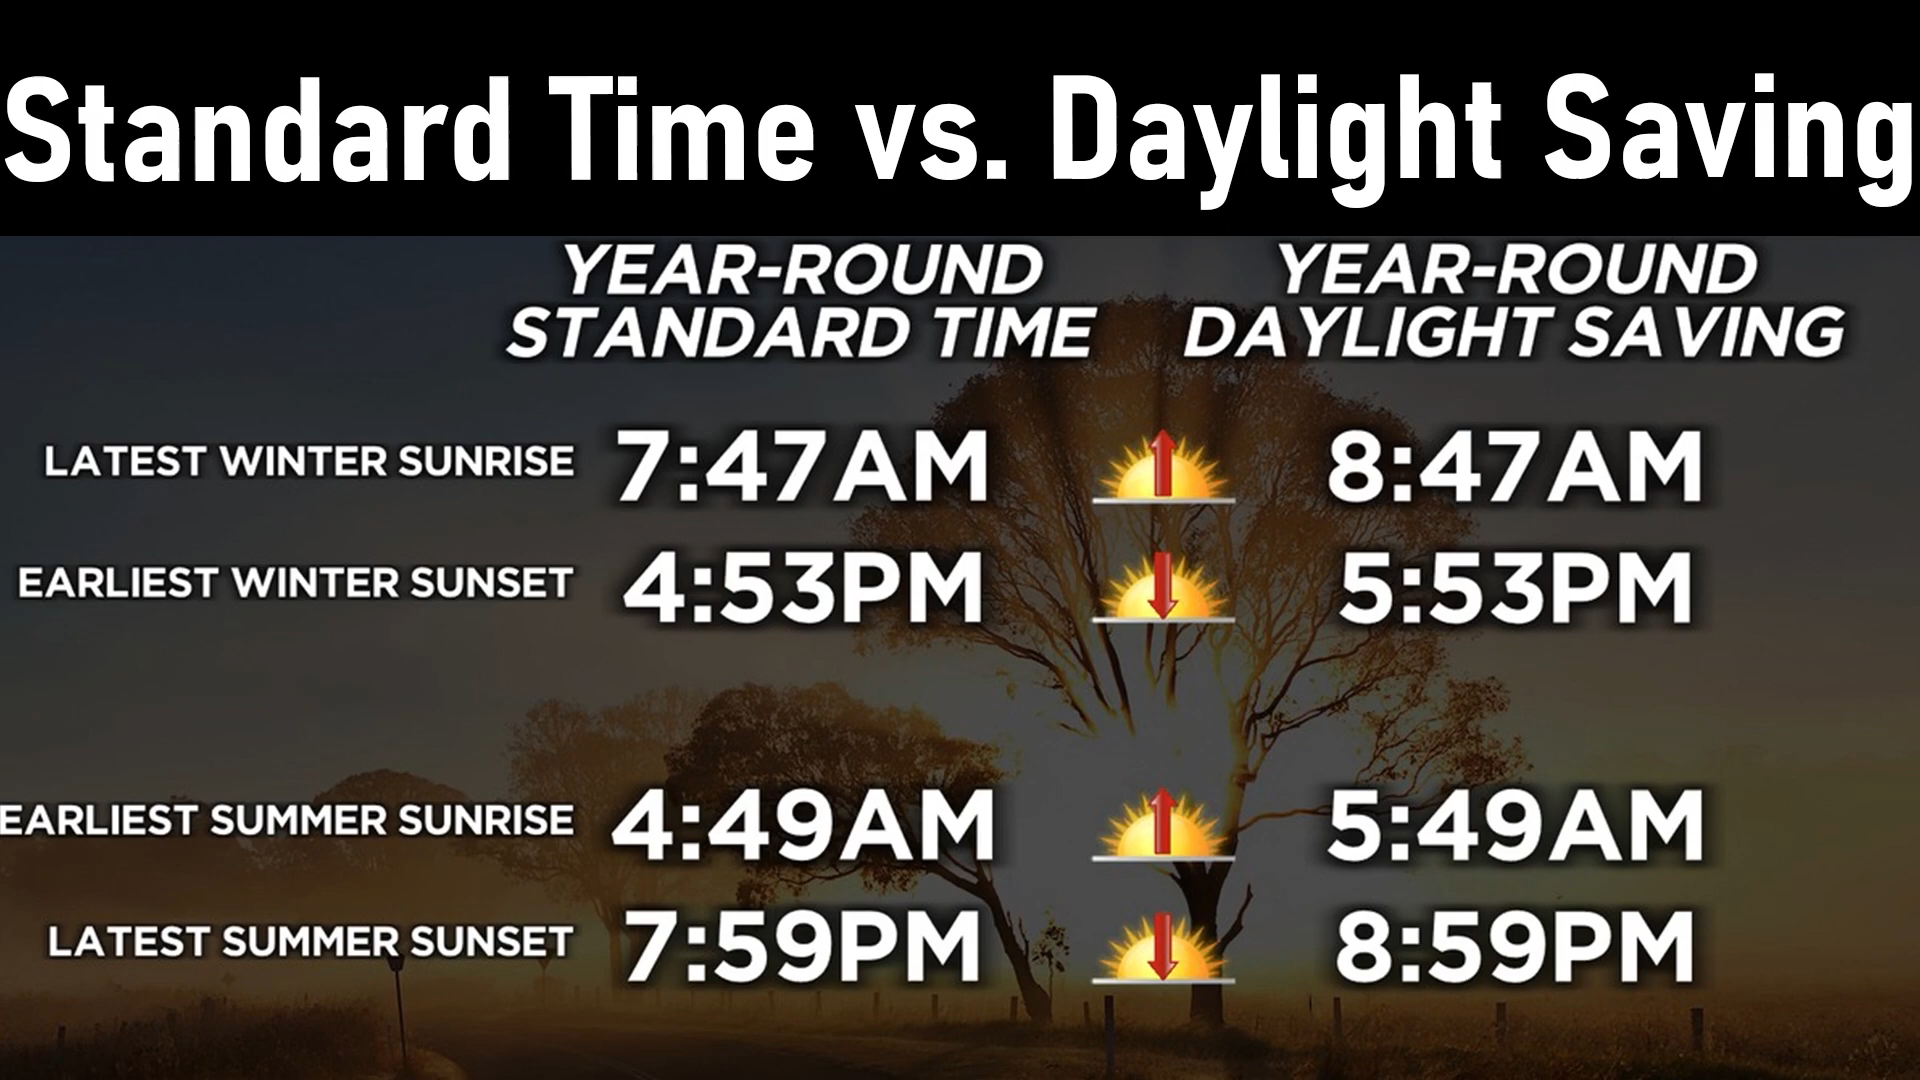 Standard Time vs. Daylight Saving
YEAR-ROUND STANDARD TIME
YEAR-ROUND DAYLIGHT SAVING
LATEST WINTER SUNRISE 7:47AM 8:47AM
EARLIEST WINTER SUNSET 4:53PM 5:53PM
EARLIEST SUMMER SUNRISE 4:49AM 5:49AM
LATEST SUMMER SUNSET 7:59PM 8:59PM